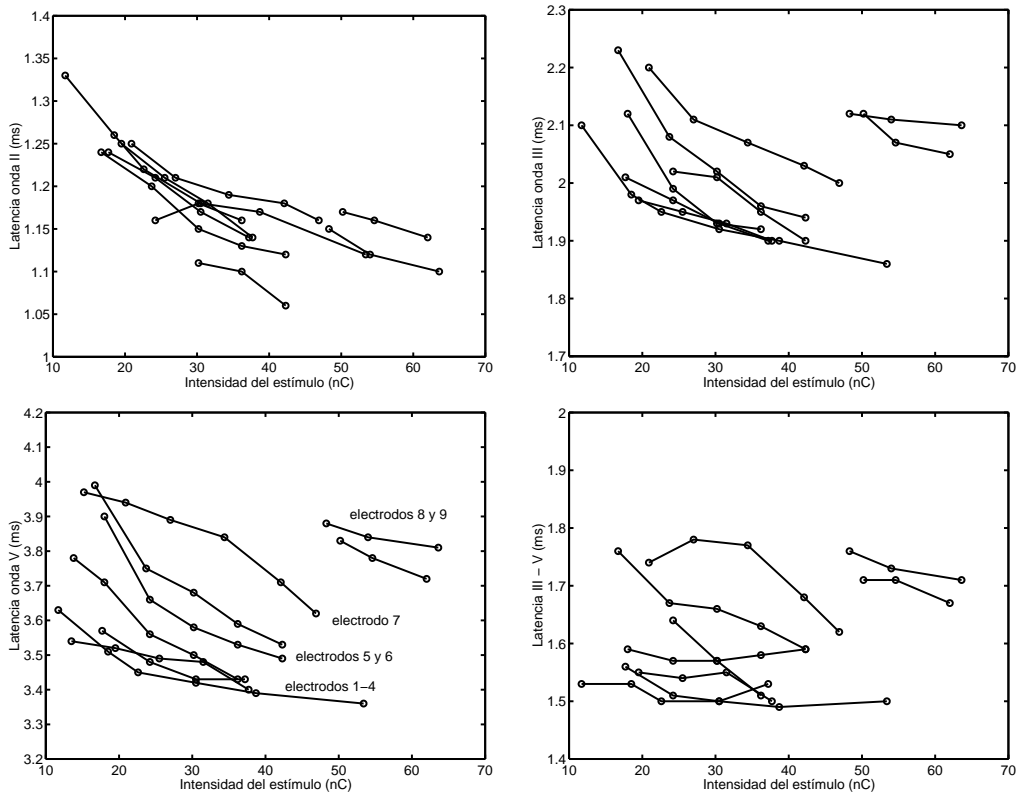 1.4
1.35
1.3
1.25
1.2
1.15
1.1
1.05
1
Latencia onda II (ms)
10 20 30 40 50 60 70
Intensidad del estímulo (nC)
2.3
2.2
2.1
2
1.9
1.8
1.7
Latencia onda III (ms)
10 20 30 40 50 60 70
Intensidad del estímulo (nC)
4.2
4.1
4
3.9
3.8
3.7
3.6
3.5
3.4
3.3
3.2
Latencia onda V (ms)
electrodos 8 y 9
electrodo 7
electrodos 5 y 6
electrodos 1−4
10 20 30 40 50 60 70
Intensidad del estímulo (nC)
2
1.9
1.8
1.7
1.6
1.5
1.4
Latencia III − V (ms)
10 20 30 40 50 60 70
Intensidad del estímulo (nC)